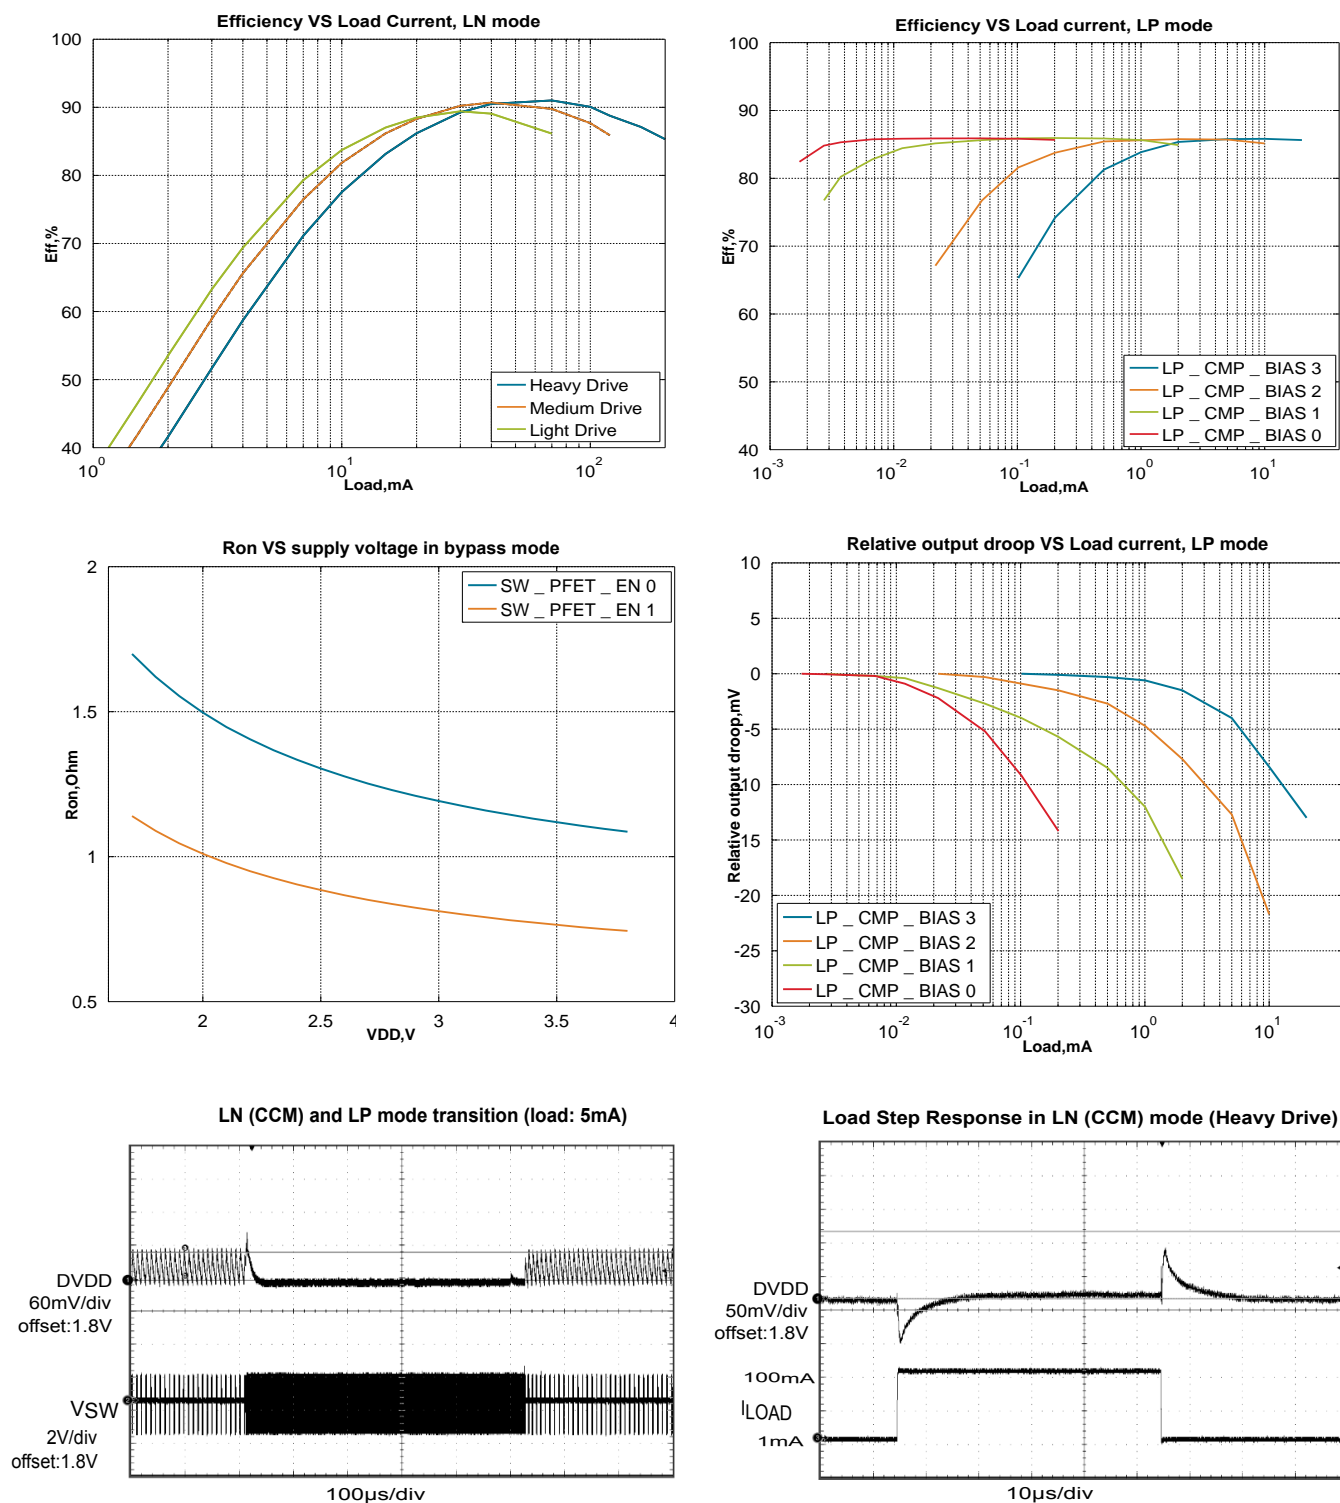 Efficiency VS Load Current, LN mode
100
90
80
70
60
50
40
Eff,%
Heavy Drive
Medium Drive
Light Drive
10^0
10^1
10^2
Load,mA
Efficiency VS Load current, LP mode
100
90
80
70
60
50
40
Eff,%
LP _ CMP _ BIAS 3
LP _ CMP _ BIAS 2
LP _ CMP _ BIAS 1
LP _ CMP _ BIAS 0
10^-3
10^-2
10^-1
10^0
10^1
Load,mA
Ron VS supply voltage in bypass mode
2
1.5
1
0.5
Ron,Ohm
SW _ PFET _ EN 0
SW _ PFET _ EN 1
2
2.5
3
3.5
4
VDD,V
Relative output droop VS Load current, LP mode
10
5
0
-5
-10
-15
-20
-25
-30
Relative output droop,mV
LP _ CMP _ BIAS 3
LP _ CMP _ BIAS 2
LP _ CMP _ BIAS 1
LP _ CMP _ BIAS 0
10^-3
10^-2
10^-1
10^0
10^1
Load,mA
LN (CCM) and LP mode transition (load: 5mA)
DVDD
60mV/div
offset:1.8V
VSW
2V/div
offset:1.8V
100µs/div
Load Step Response in LN (CCM) mode (Heavy Drive)
DVDD
50mV/div
offset:1.8V
100mA
ILOAD
1mA
10µs/div